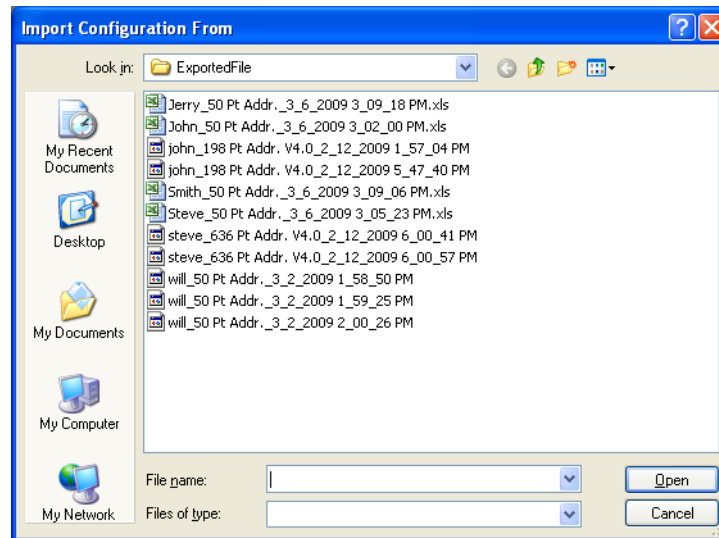 Import Configuration From
Look in:
ExportedFile
My Recent
Documents
Desktop
My Documents
My Computer
My Network
Jerry_50 Pt Addr._3_6_2009 3_09_18 PM.xls
John_50 Pt Addr._3_6_2009 3_02_00 PM.xls
john_198 Pt Addr. V4.0_2_12_2009 1_57_04 PM
john_198 Pt Addr. V4.0_2_12_2009 5_47_40 PM
Smith_50 Pt Addr._3_6_2009 3_09_06 PM.xls
Steve_50 Pt Addr._3_6_2009 3_05_23 PM.xls
steve_636 Pt Addr. V4.0_2_12_2009 6_00_41 PM
steve_636 Pt Addr. V4.0_2_12_2009 6_00_57 PM
will_50 Pt Addr._3_2_2009 1_58_50 PM
will_50 Pt Addr._3_2_2009 1_59_25 PM
will_50 Pt Addr._3_2_2009 2_00_26 PM
File name:
Open
Files of type:
Cancel